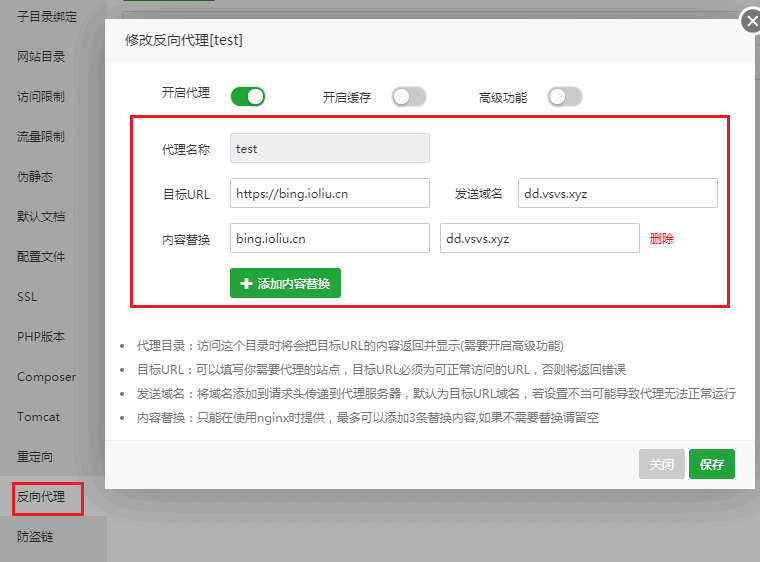 子目录绑定
网站目录
访问限制
流量限制
伪静态
默认文档
配置文件
SSL
PHP版本
Composer
Tomcat
重定向
反向代理
防盗链
修改反向代理[test]
开启代理 开启缓存 高级功能
代理名称 test
目标URL https://bing.ioliu.cn 发送域名 dd.vsvs.xyz
内容替换 bing.ioliu.cn dd.vsvs.xyz 删除
添加内容替换
代理目录：访问这个目录时将会把目标URL的内容返回并显示(需要开启高级功能)
目标URL：可以填写你需要代理的站点，目标URL必须为可正常访问的URL，否则将返回错误
发送域名：将域名添加到请求头传递到代理服务器，默认为目标URL域名，若设置不当可能导致代理无法正常运行
内容替换：只能在使用nginx时提供，最多可以添加3条替换内容,如果不需要替换请留空
关闭 保存